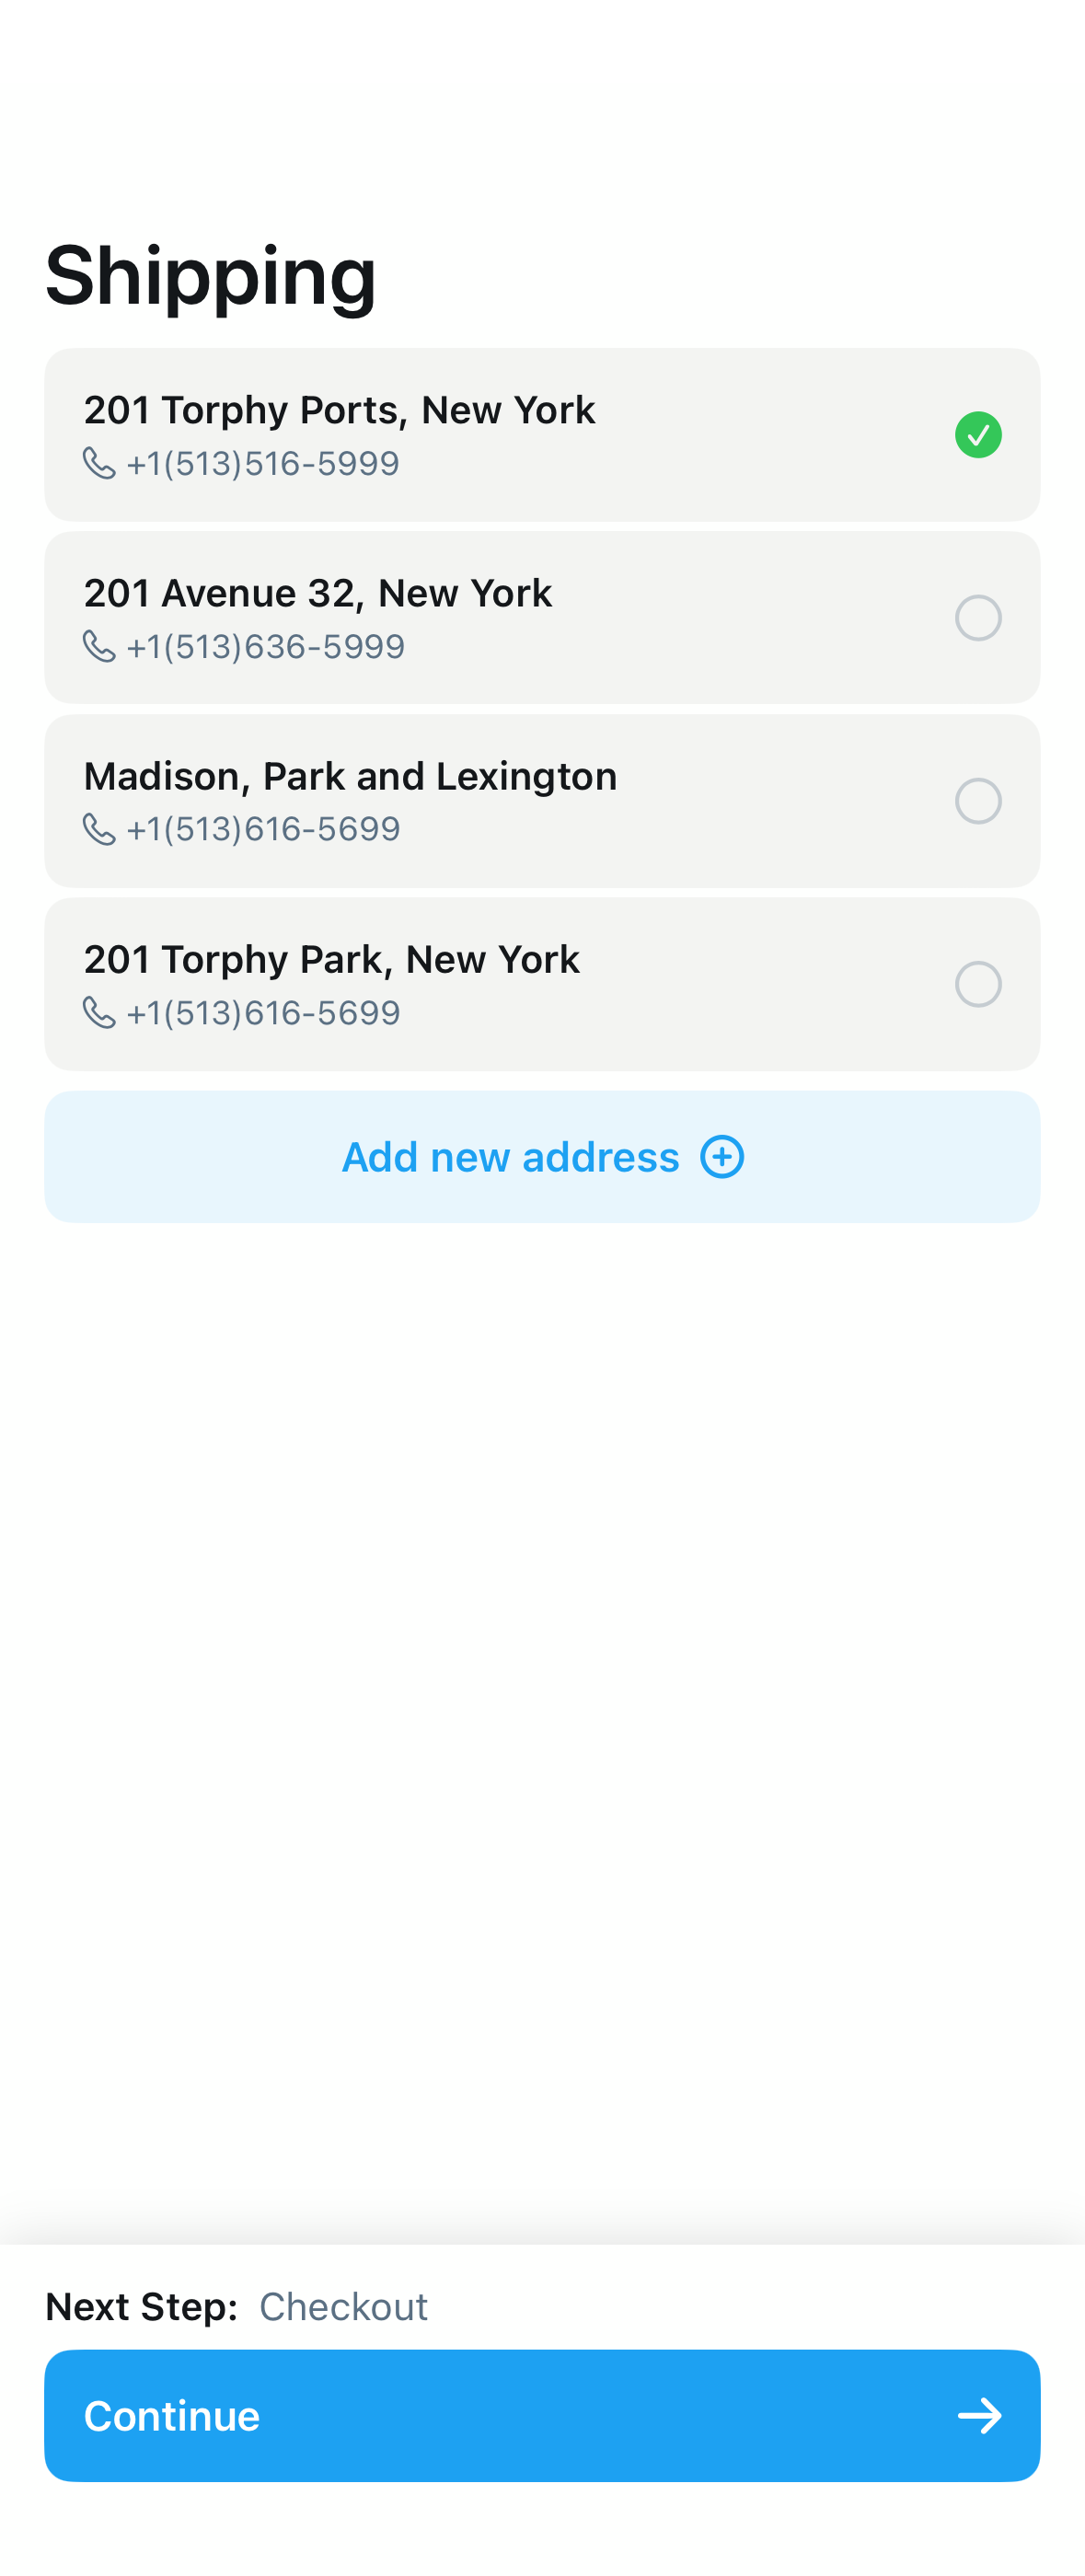 Shipping
201 Torphy Ports, New York
+1(513)516-5999
201 Avenue 32, New York
+1(513)636-5999
Madison, Park and Lexington
+1(513)616-5699
201 Torphy Park, New York
+1(513)616-5699
Add new address
Next Step: Checkout
Continue